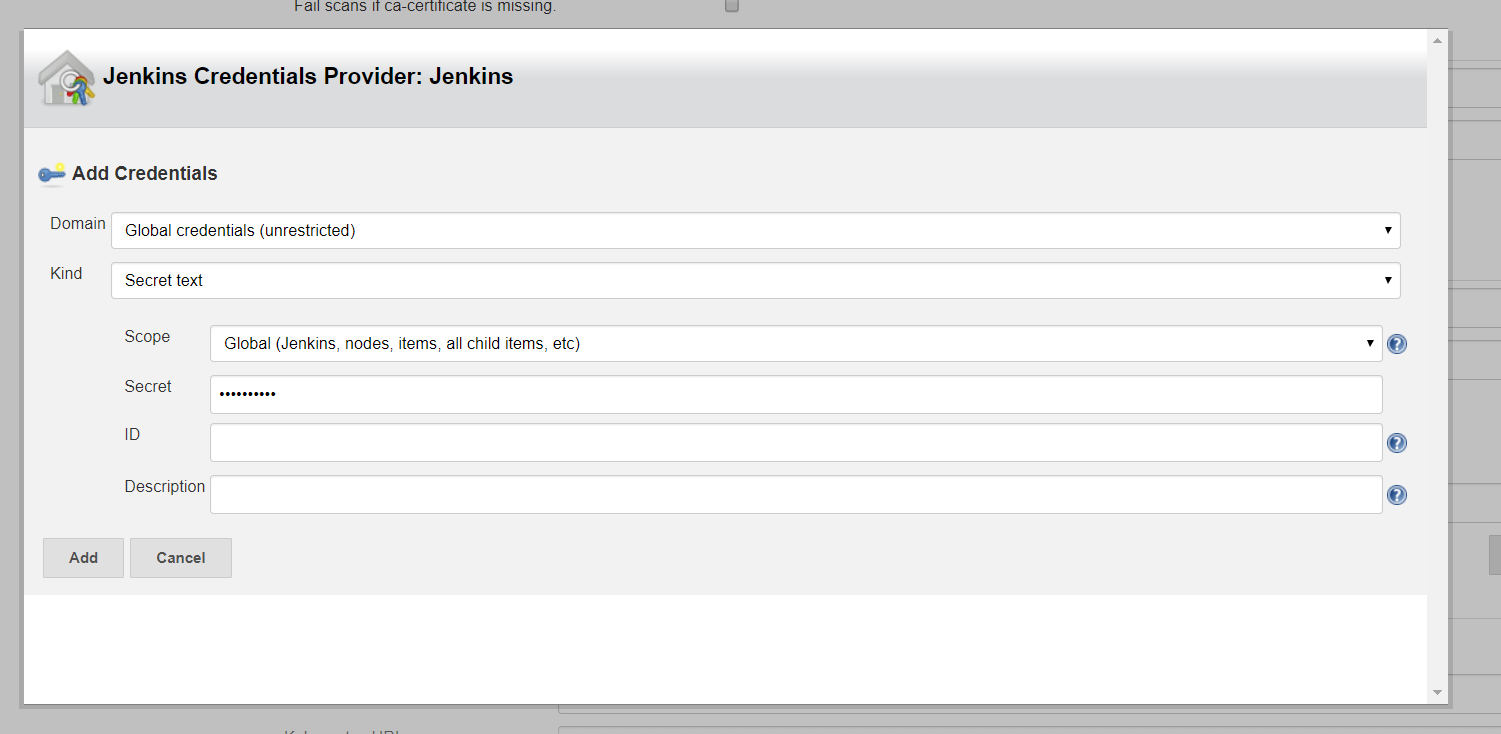 Fail scans if ca-certificate is missing.
Jenkins Credentials Provider: Jenkins
Add Credentials
Domain Global credentials (unrestricted)
Kind Secret text
Scope Global (Jenkins, nodes, items, all child items, etc)
Secret ••••••••••
ID
Description
Add Cancel